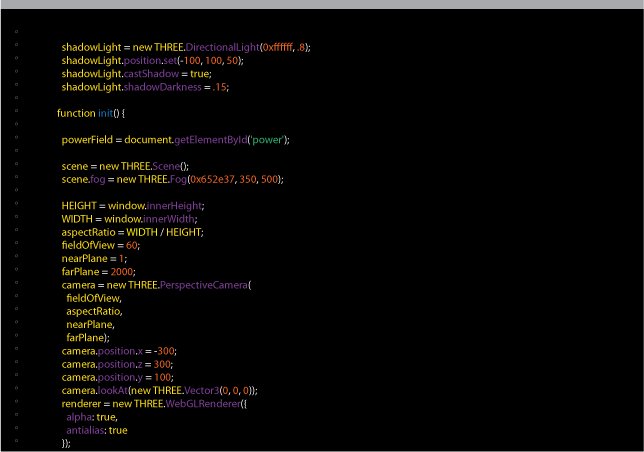 shadowLight = new THREE.DirectionalLight(0xffffff, .8);
shadowLight.position.set(-100, 100, 50);
shadowLight.castShadow = true;
shadowLight.shadowDarkness = .15;
function init() {
powerField = document.getElementById('power');
scene = new THREE.Scene();
scene.fog = new THREE.Fog(0x652e37, 350, 500);
HEIGHT = window.innerHeight;
WIDTH = window.innerWidth;
aspectRatio = WIDTH / HEIGHT;
fieldOfView = 60;
nearPlane = 1;
farPlane = 2000;
camera = new THREE.PerspectiveCamera(
fieldOfView,
aspectRatio,
nearPlane,
farPlane);
camera.position.x = -300;
camera.position.z = 300;
camera.position.y = 100;
camera.lookAt(new THREE.Vector3(0, 0, 0));
renderer = new THREE.WebGLRenderer({
alpha: true,
antialias: true
});